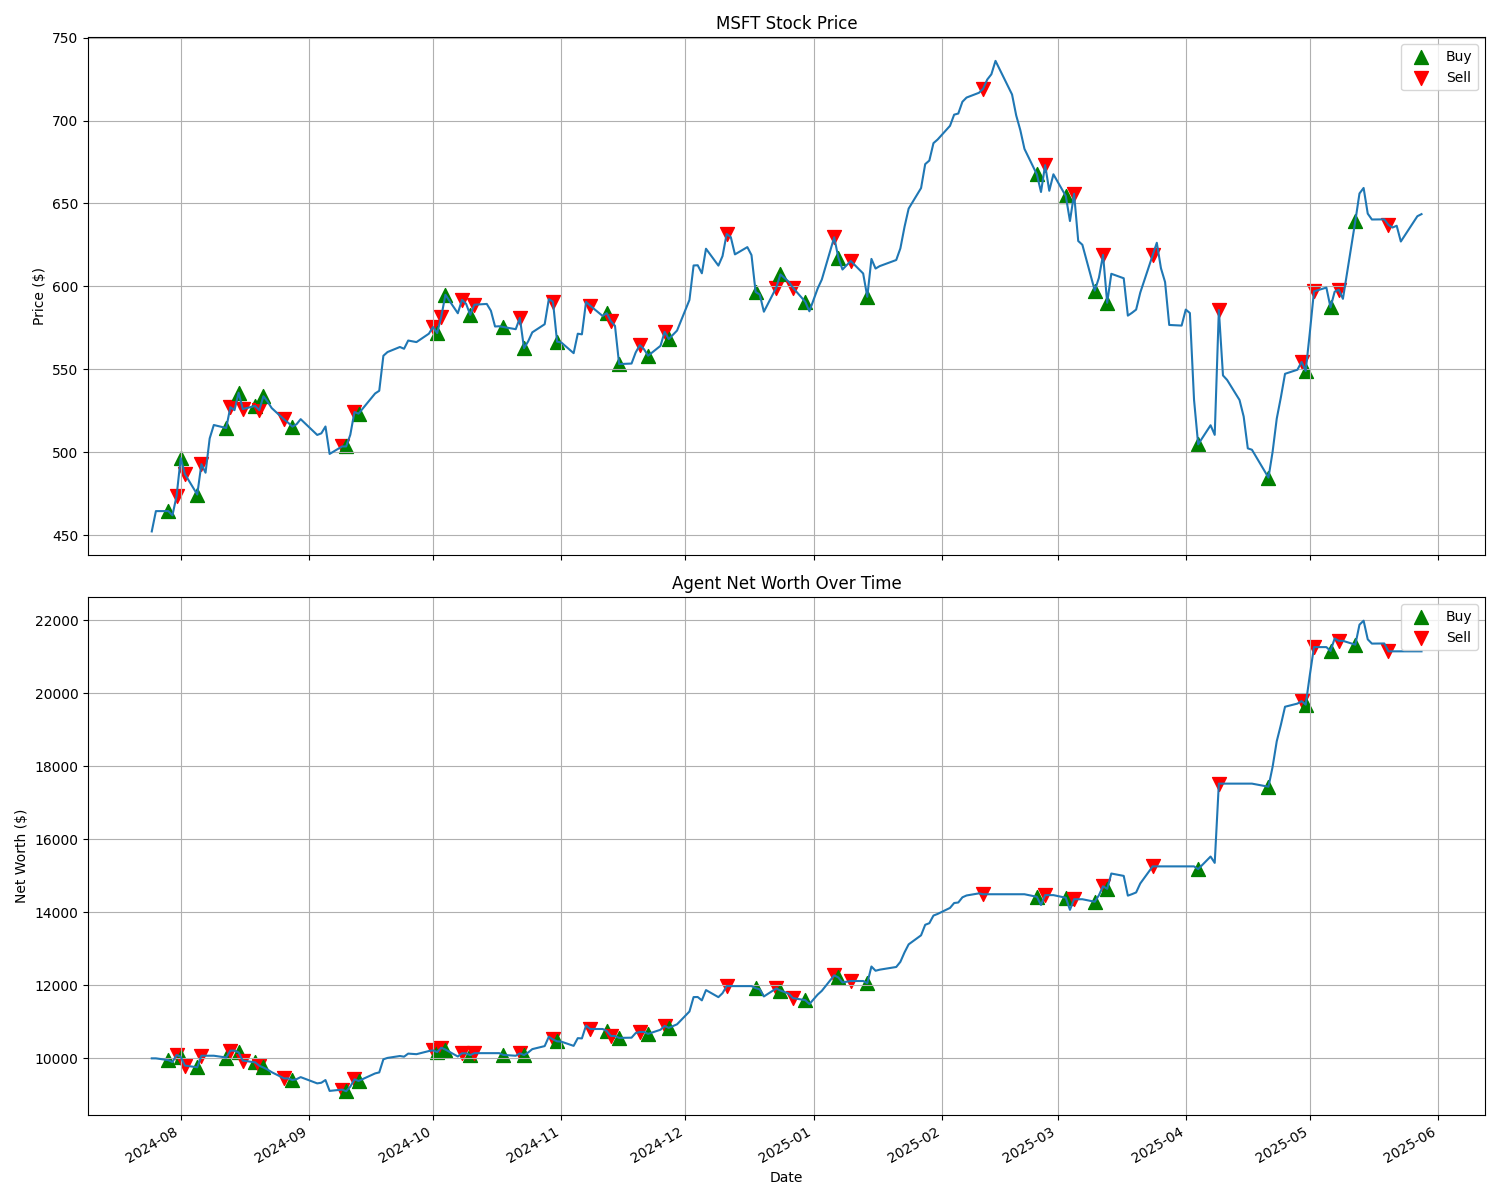 MSFT Stock Price
750
700
650
600
550
500
450
Price ($)
Buy
Sell
Agent Net Worth Over Time
22000
20000
18000
16000
14000
12000
10000
Net Worth ($)
Buy
Sell
2024-08
2024-09
2024-10
2024-11
2024-12
2025-01
2025-02
2025-03
2025-04
2025-05
2025-06
Date